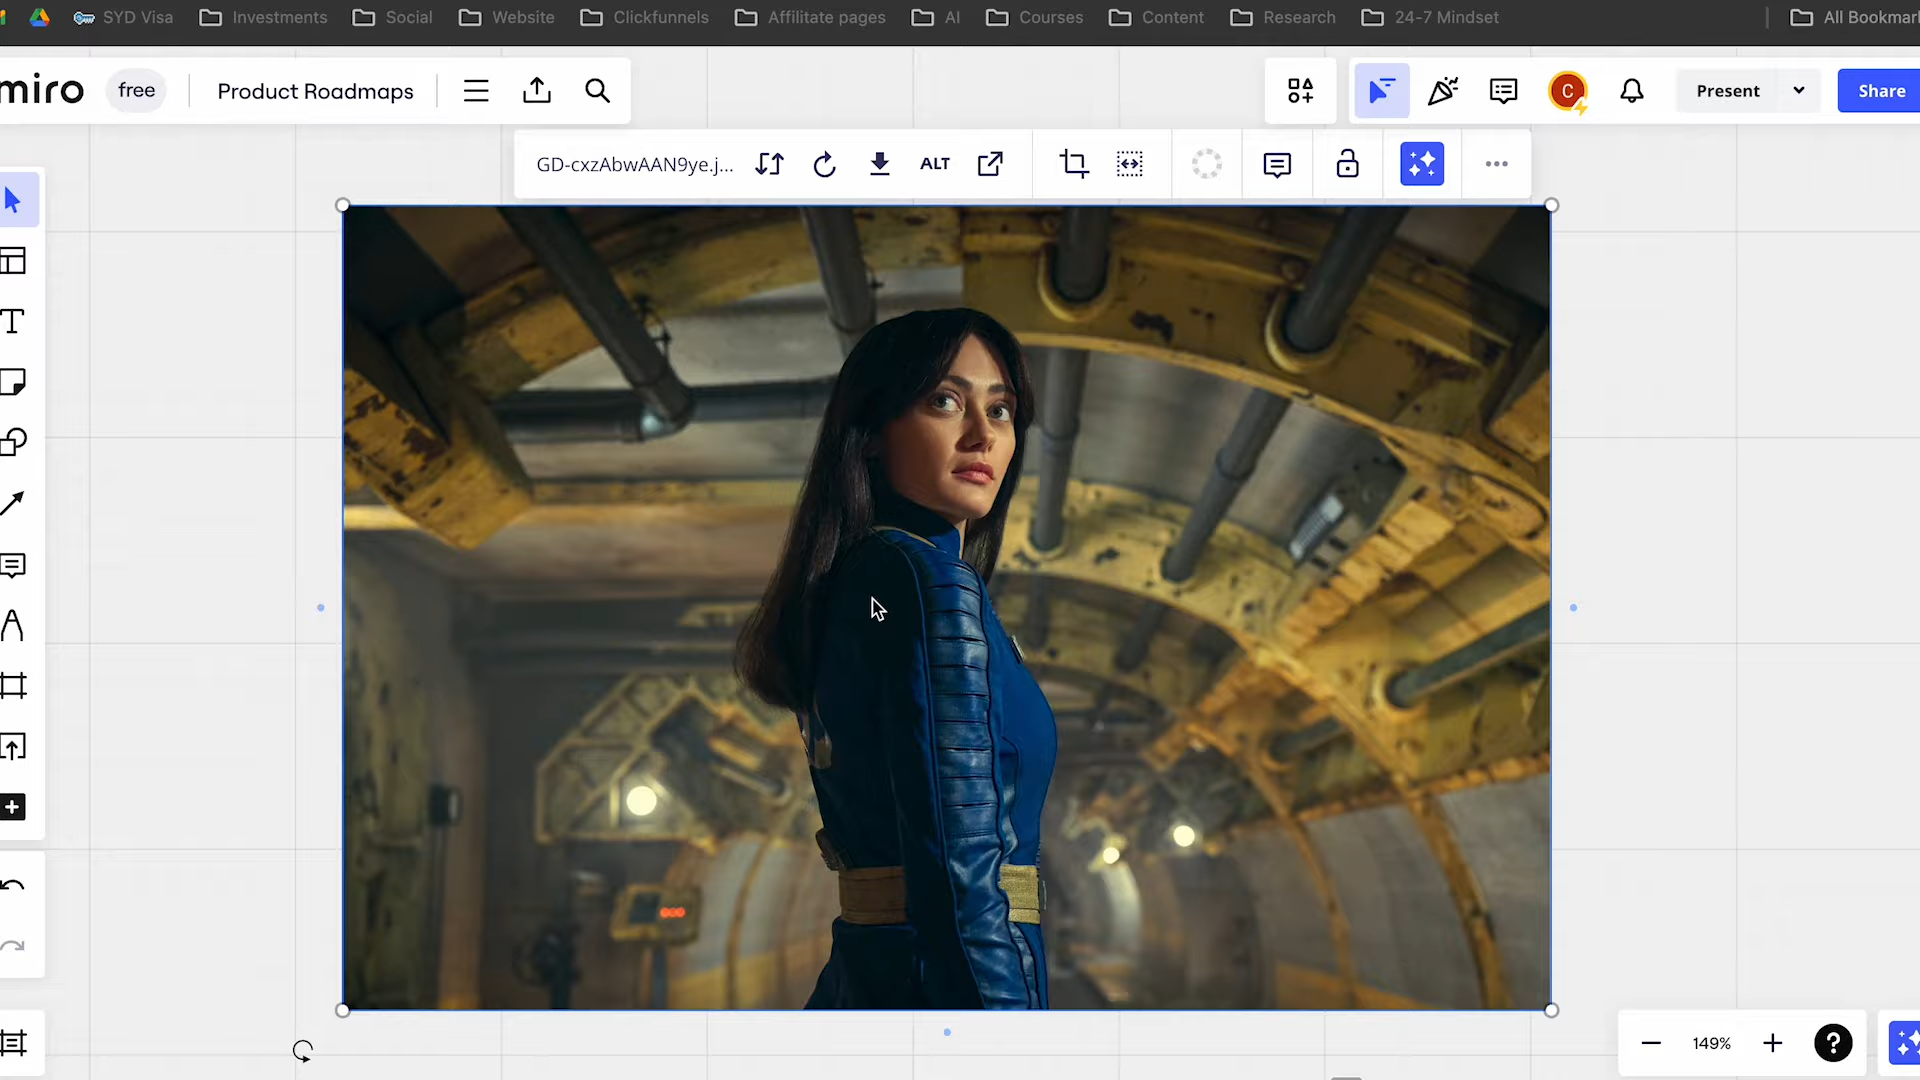 SYD Visa Investments Social Website Clickfunnels Affilitate pages AI Courses Content Research 24-7 Mindset All Bookmar
miro free Product Roadmaps C Present Share
GD-cxzAbwAAN9ye.j... ALT
149% ?